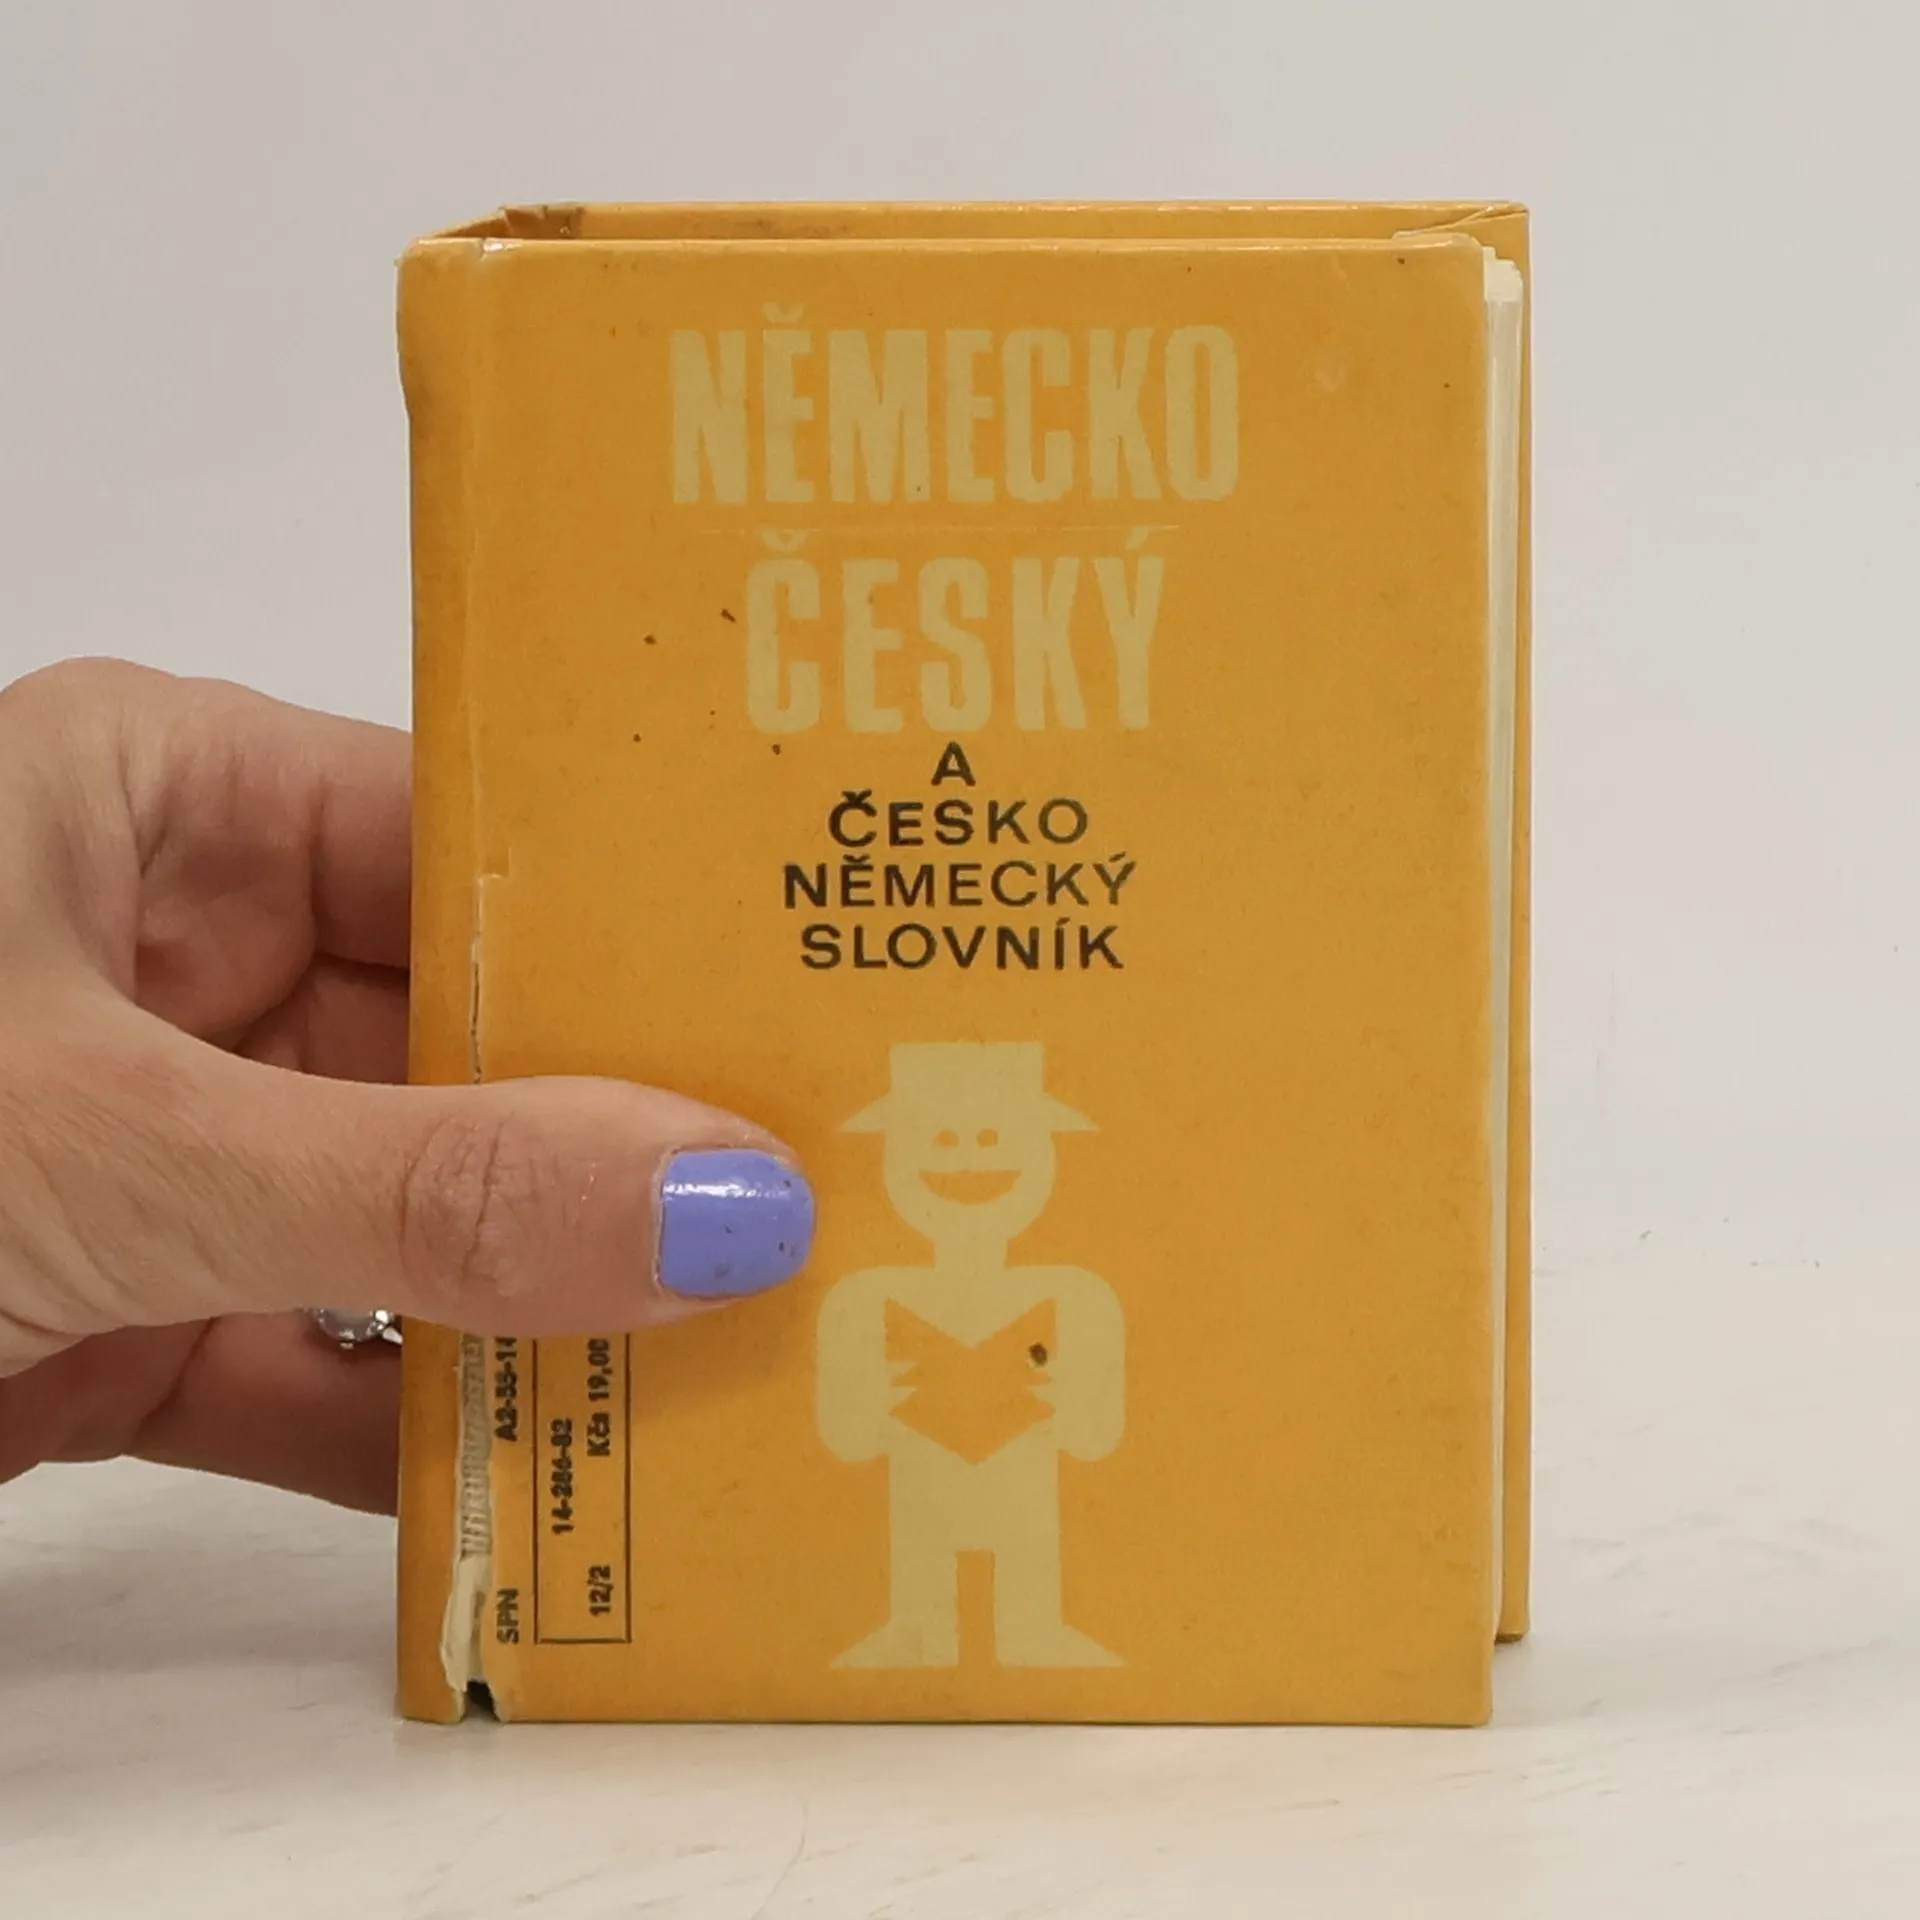 NĚMECKO
ČESKÝ
A
ČESKO
NĚMECKÝ
SLOVNÍK
SPN
14-286-82
12/2 Kčs 19,00